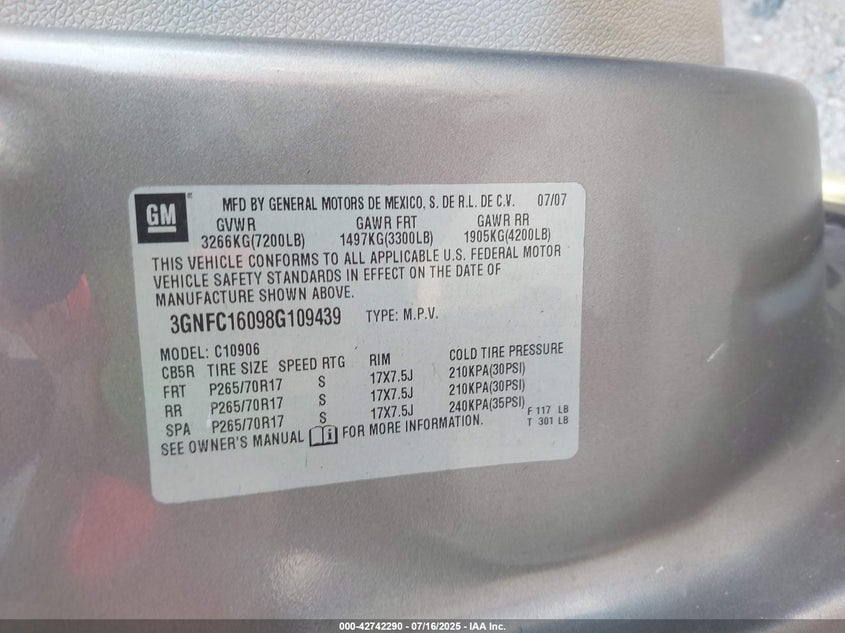 GM
MFD BY GENERAL MOTORS DE MEXICO, S. DE R.L. DE C.V. 07/07
GVWR GAWR FRT GAWR RR
3266KG(7200LB) 1497KG(3300LB) 1905KG(4200LB)
THIS VEHICLE CONFORMS TO ALL APPLICABLE U.S. FEDERAL MOTOR
VEHICLE SAFETY STANDARDS IN EFFECT ON THE DATE OF
MANUFACTURE SHOWN ABOVE.
3GNFC16098G109439 TYPE: M.P.V.
MODEL: C10906
CB5R TIRE SIZE SPEED RTG RIM COLD TIRE PRESSURE
FRT P265/70R17 S 17X7.5J 210KPA(30PSI)
RR P265/70R17 S 17X7.5J 210KPA(30PSI)
SPA P265/70R17 S 17X7.5J 240KPA(35PSI)
F 117 LB
T 301 LB
SEE OWNER'S MANUAL i FOR MORE INFORMATION.
000-42742290 - 07/16/2025 - IAA Inc.